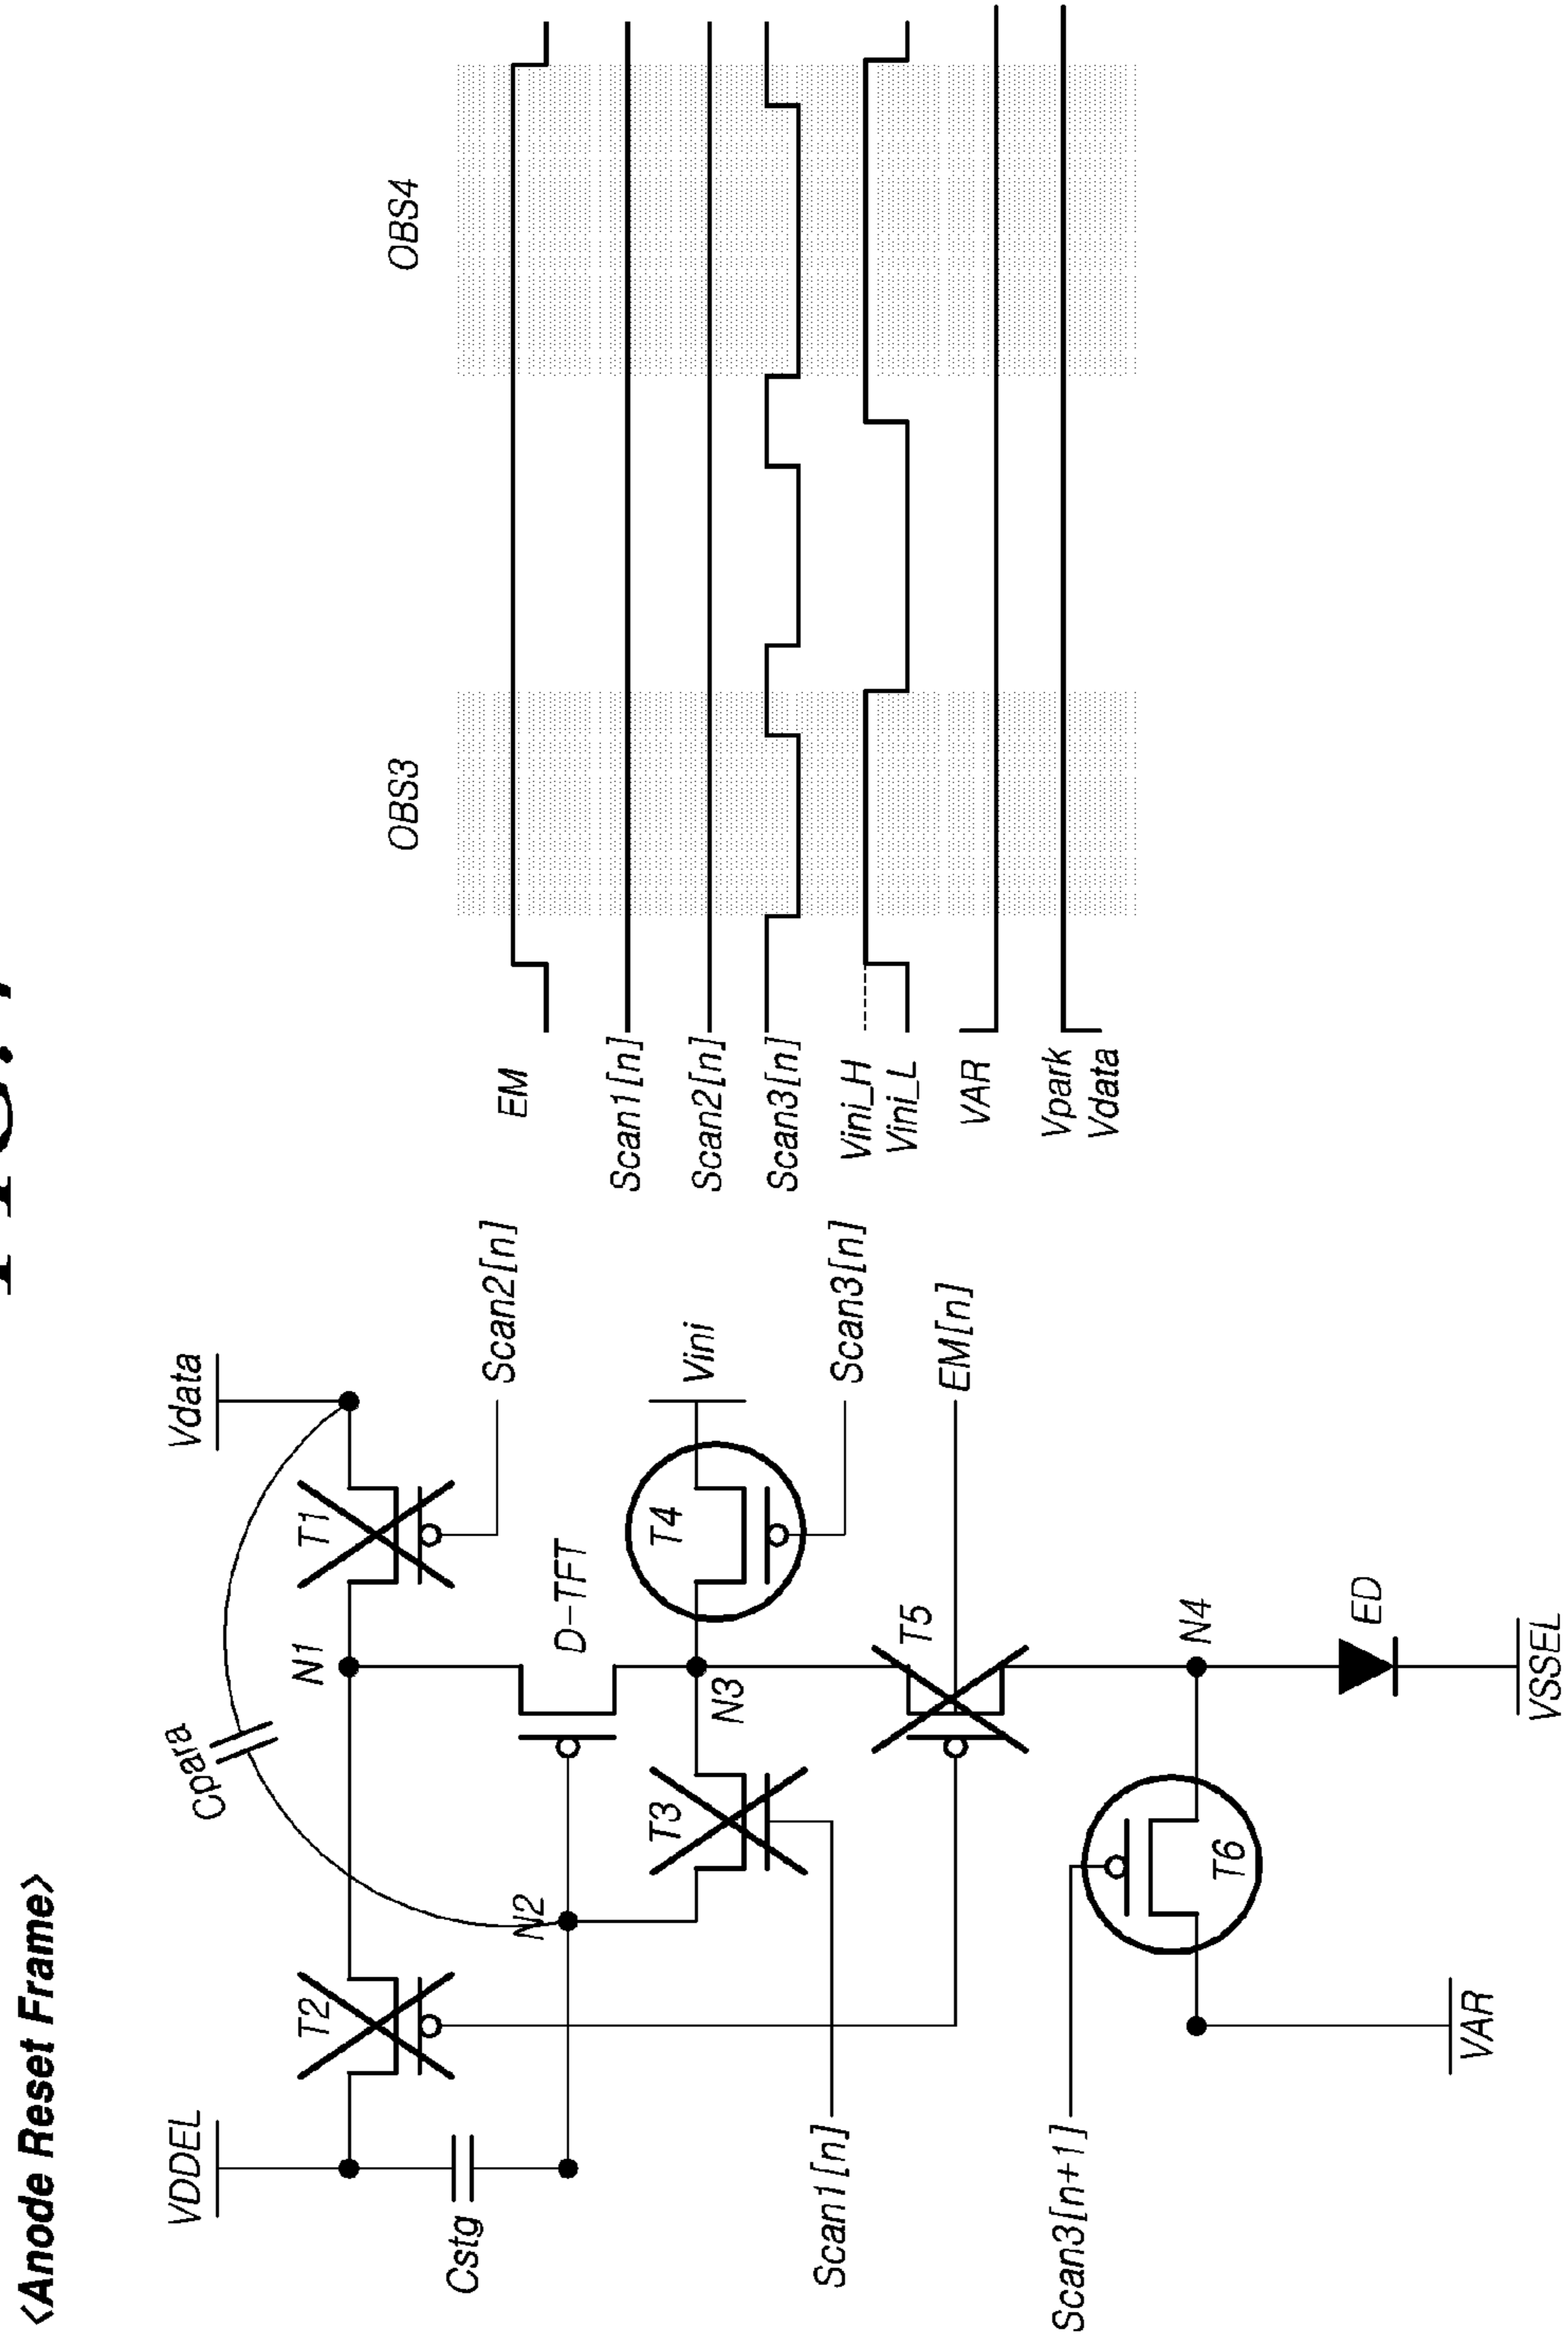 <Anode Reset Frame>
VDDEL
Vdata
Cpara
T2
N1
T1
Scan2[n]
Cstg
N2
D-TFT
T3
N3
T4
Vini
Scan1[n]
Scan3[n]
T5
EM[n]
Scan3[n+1]
T6
N4
ED
VAR
VSSEL
OBS3
OBS4
EM
Scan1[n]
Scan2[n]
Scan3[n]
Vini_H
Vini_L
VAR
Vpark
Vdata